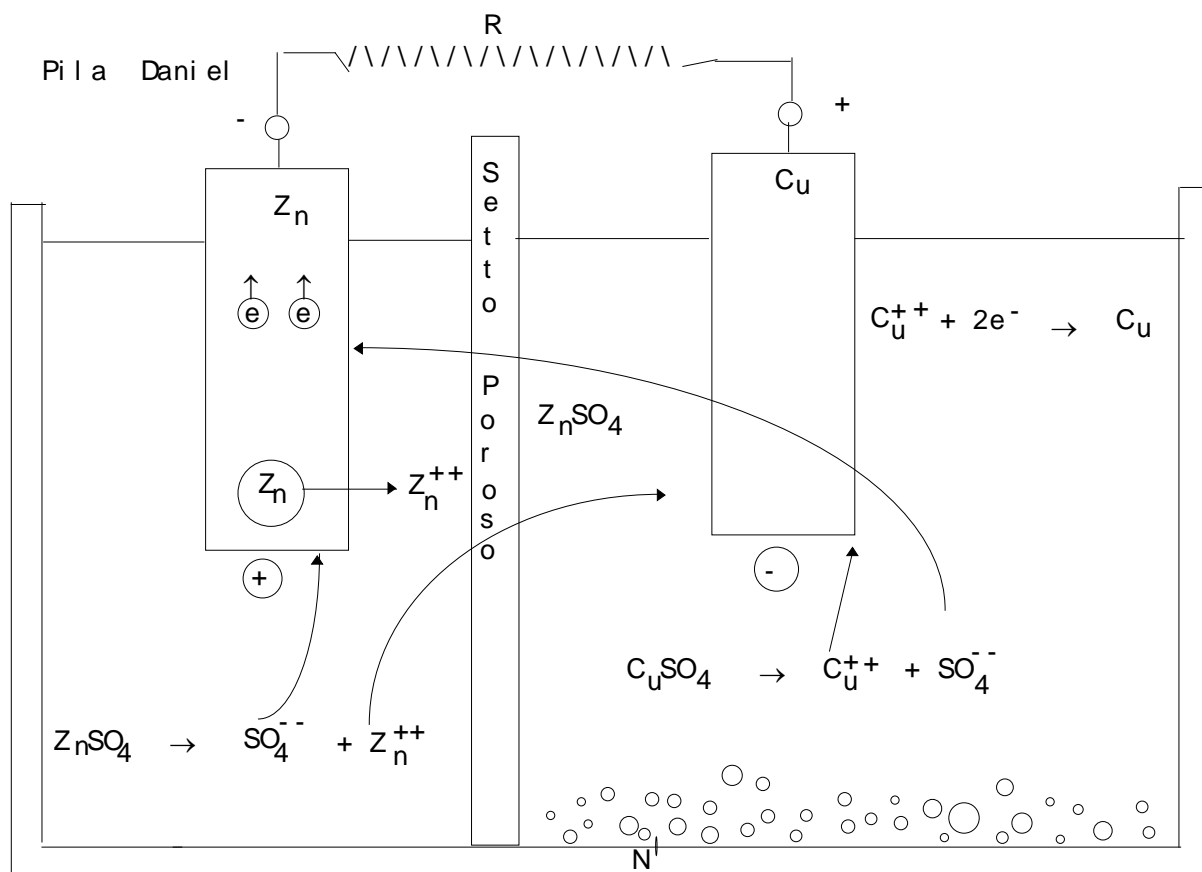 R
Pila Daniel
- +
Zn
Cu
Setto Poroso
e e
Cu++ + 2e- → Cu
ZnSO4
Zn Zn++
+ -
CuSO4 → Cu++ + SO4--
ZnSO4 → SO4-- + Zn++
N